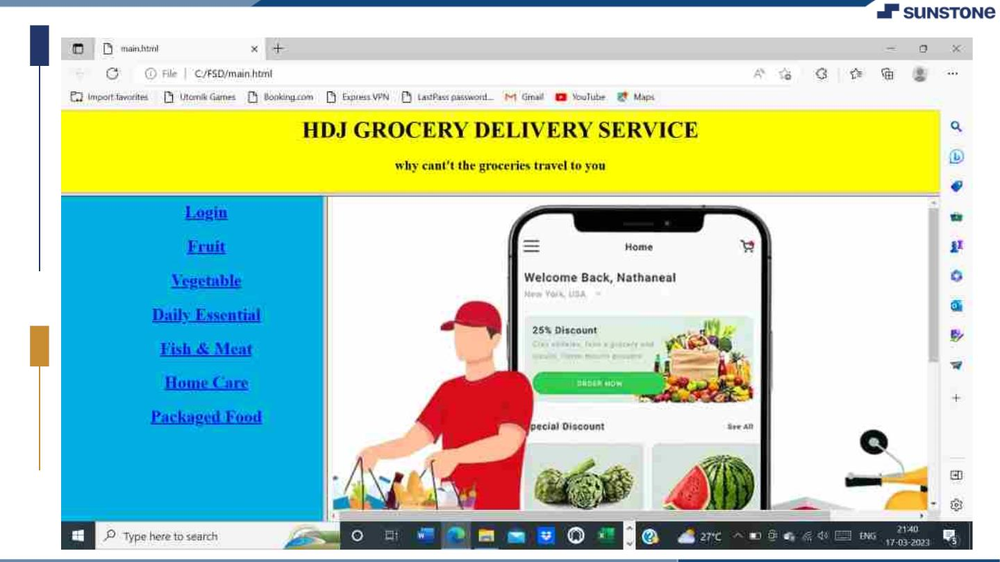 SUNSTONE
main.html
File | C:/FSD/main.html
Import favorites Utomik Games Booking.com Express VPN LastPass password... Gmail YouTube Maps
HDJ GROCERY DELIVERY SERVICE
why cant't the groceries travel to you
Login
Fruit
Vegetable
Daily Essential
Fish & Meat
Home Care
Packaged Food
Home
Welcome Back, Nathaneal
New York, USA
25% Discount
ORDER NOW
pecial Discount See All
Type here to search
27°C ENG 21:40
17-03-2023
5